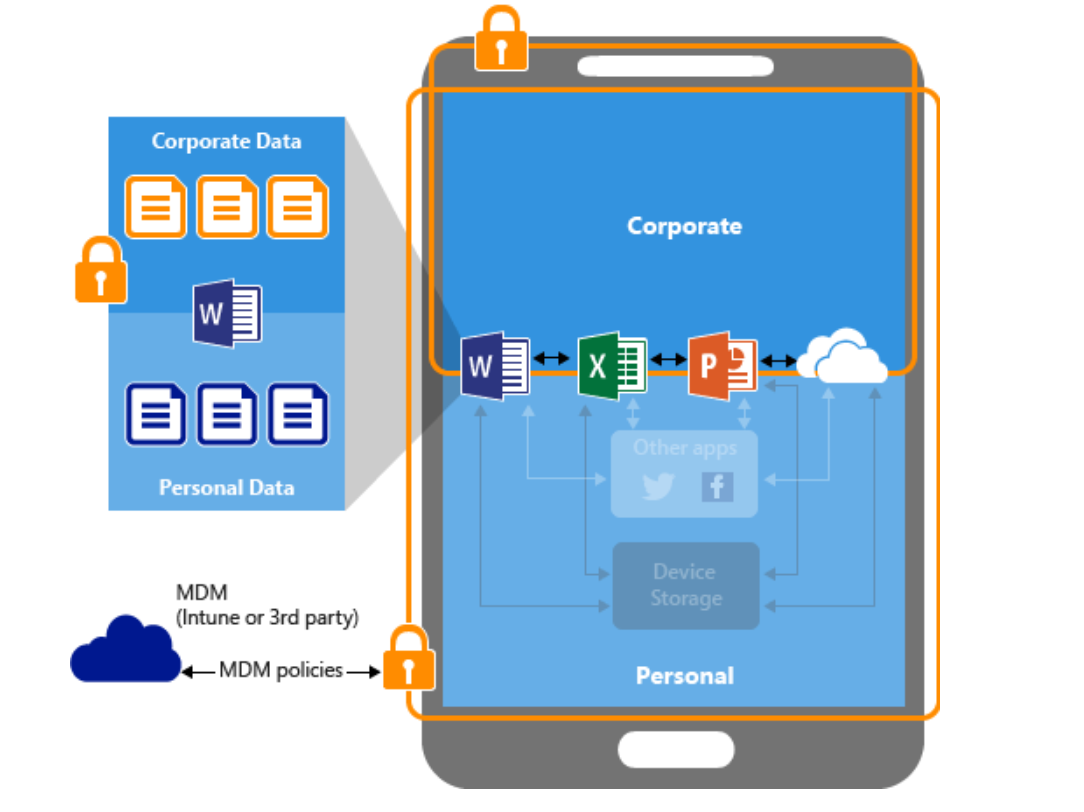 Corporate Data
W
Personal Data
Corporate
W
X
P
Other apps
f
Device
Storage
Personal
MDM
(Intune or 3rd party)
MDM policies